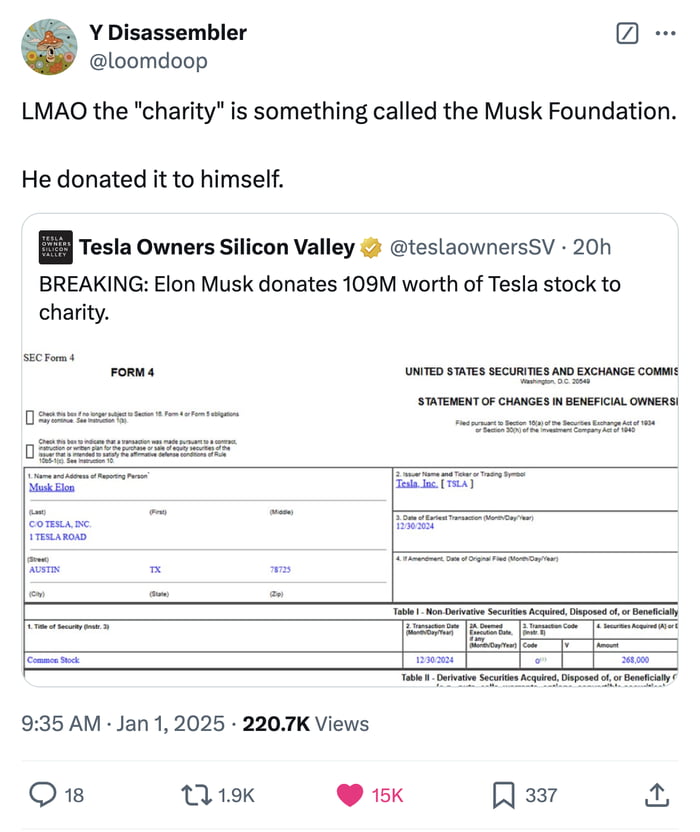 Y Disassembler
@loomdoop
LMAO the "charity" is something called the Musk Foundation.
He donated it to himself.
TESLA
OWNERS
SILICON
VALLEY
Tesla Owners Silicon Valley @teslaownersSV · 20h
BREAKING: Elon Musk donates 109M worth of Tesla stock to
charity.
SEC Form 4
FORM 4
UNITED STATES SECURITIES AND EXCHANGE COMMIS
Washington, D.C. 20549
STATEMENT OF CHANGES IN BENEFICIAL OWNERS
Filed pursuant to Section 16(a) of the Securities Exchange Act of 1934
or Section 30(h) of the Investment Company Act of 1940
Check this box if no longer subject to Section 16. Form 4 or Form 5 obligations
may continue. See Instruction 1(b).
Check this box to indicate that a transaction was made pursuant to a contract,
instruction or written plan for the purchase or sale of equity securities of the
issuer that is intended to satisfy the affirmative defense conditions of Rule
10b5-1(c). See Instruction 10.
1. Name and Address of Reporting Person*
Musk Elon
(Last) (First) (Middle)
C/O TESLA, INC.
1 TESLA ROAD
(Street)
AUSTIN TX 78725
(City) (State) (Zip)
2. Issuer Name and Ticker or Trading Symbol
Tesla, Inc. [ TSLA ]
3. Date of Earliest Transaction (Month/Day/Year)
12/30/2024
4. If Amendment, Date of Original Filed (Month/Day/Year)
Table I - Non-Derivative Securities Acquired, Disposed of, or Beneficially
1. Title of Security (Instr. 3)
2. Transaction Date
(Month/Day/Year)
2A. Deemed
Execution Date,
if any
(Month/Day/Year)
3. Transaction Code
(Instr. 8)
4. Securities Acquired (A) or
Code V Amount
Common Stock 12/30/2024 268,000
Table II - Derivative Securities Acquired, Disposed of, or Beneficially
9:35 AM · Jan 1, 2025 · 220.7K Views
18 1.9K 15K 337